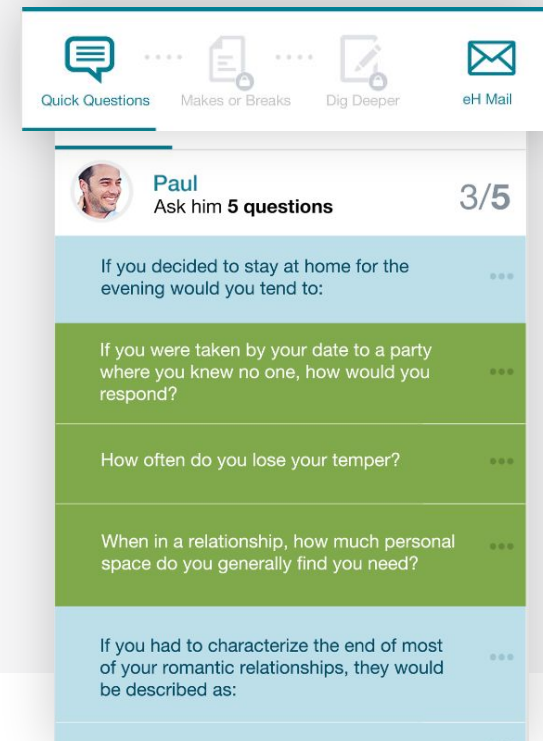 Quick Questions
Makes or Breaks
Dig Deeper
eH Mail
Paul
Ask him 5 questions
3/5
If you decided to stay at home for the
evening would you tend to:
If you were taken by your date to a party
where you knew no one, how would you
respond?
How often do you lose your temper?
When in a relationship, how much personal
space do you generally find you need?
If you had to characterize the end of most
of your romantic relationships, they would
be described as: